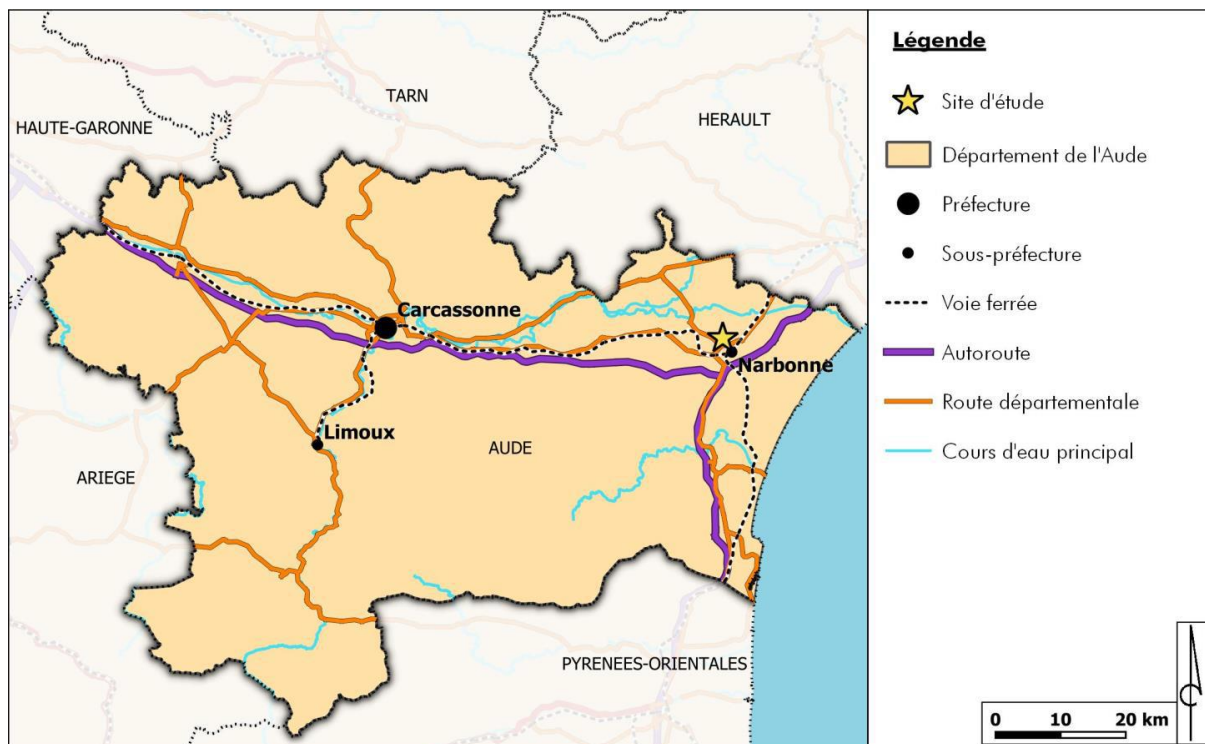 TARN
HERAULT
HAUTE-GARONNE
Carcassonne
Narbonne
Limoux
AUDE
ARIEGE
PYRENEES-ORIENTALES
Légende
Site d'étude
Département de l'Aude
Préfecture
Sous-préfecture
Voie ferrée
Autoroute
Route départementale
Cours d'eau principal
0 10 20 km